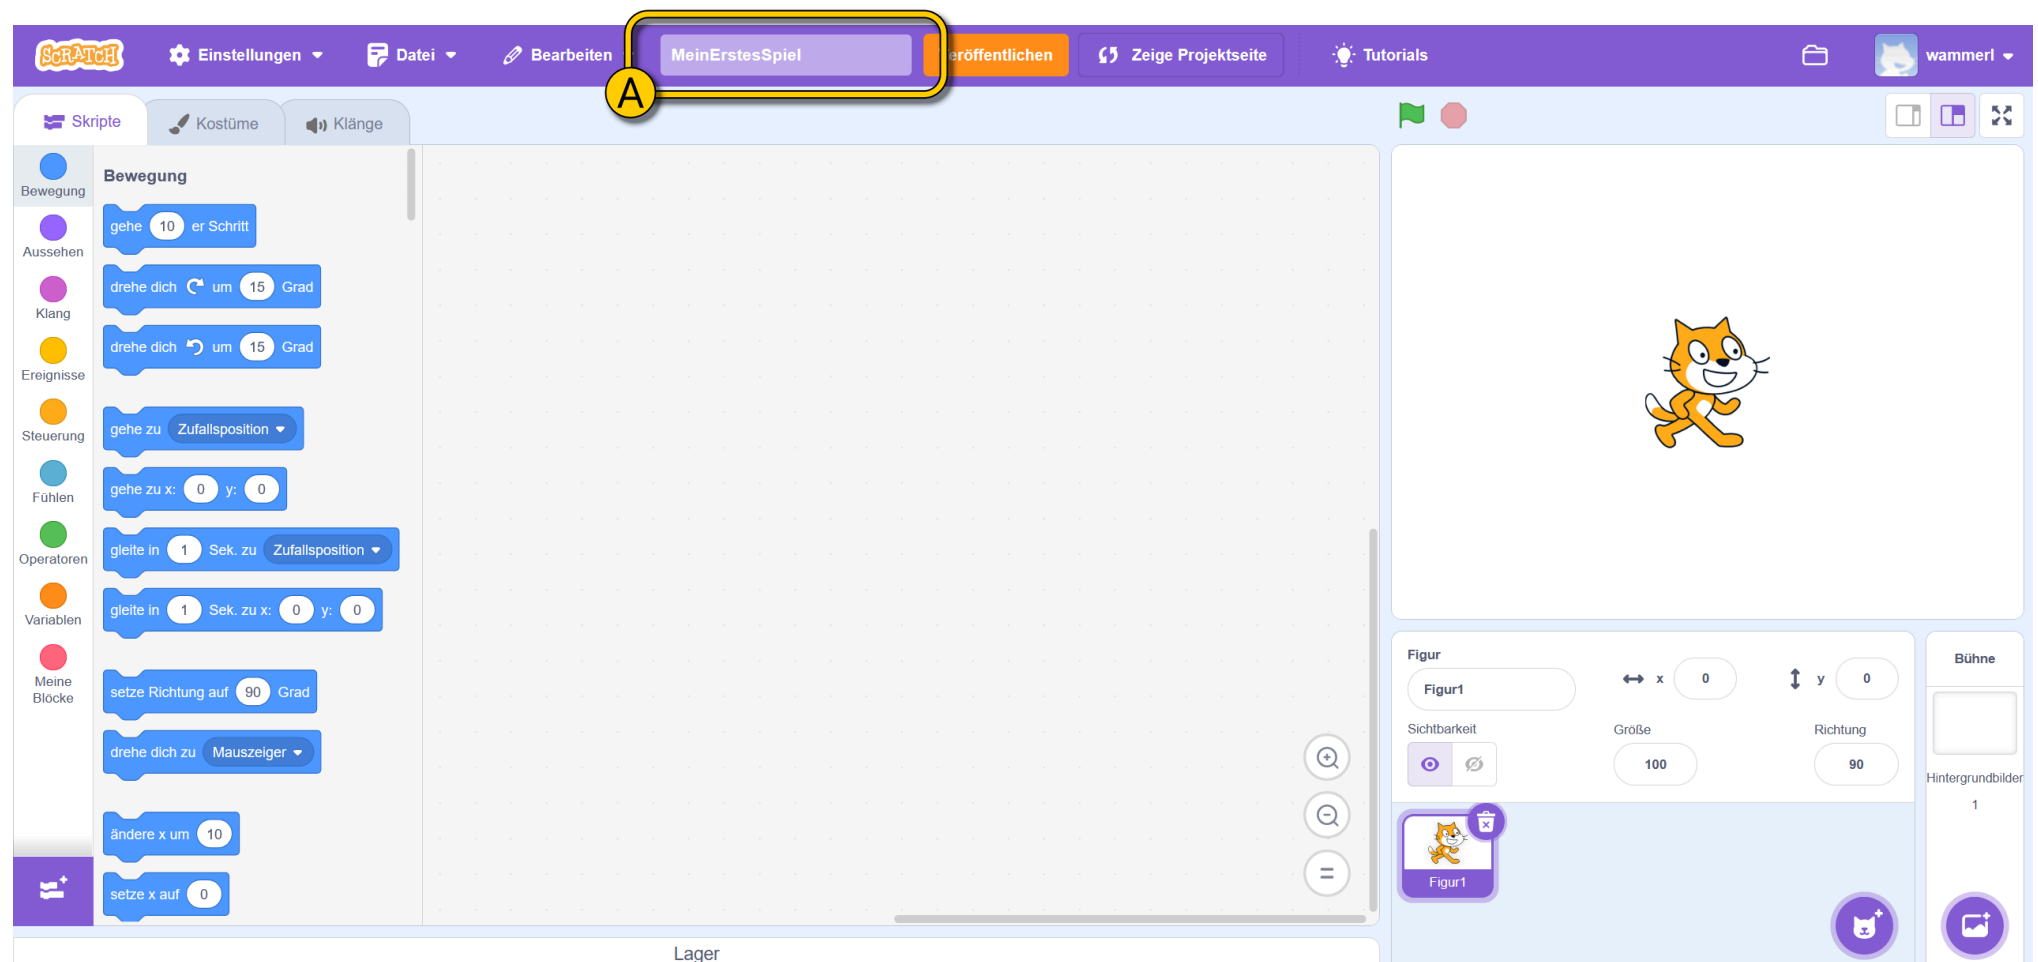 SCRATCH Einstellungen Datei Bearbeiten MeinErstesSpiel eröffentlichen Zeige Projektseite Tutorials wammerl
A
Skripte Kostüme Klänge
Bewegung
Aussehen
Klang
Ereignisse
Steuerung
Fühlen
Operatoren
Variablen
Meine
Blöcke
Bewegung
gehe 10 er Schritt
drehe dich um 15 Grad
drehe dich um 15 Grad
gehe zu Zufallsposition
gehe zu x: 0 y: 0
gleite in 1 Sek. zu Zufallsposition
gleite in 1 Sek. zu x: 0 y: 0
setze Richtung auf 90 Grad
drehe dich zu Mauszeiger
ändere x um 10
setze x auf 0
Lager
Figur
Figur1 x 0 y 0
Sichtbarkeit Größe Richtung
100 90
Figur1
Bühne
Hintergrundbilder
1